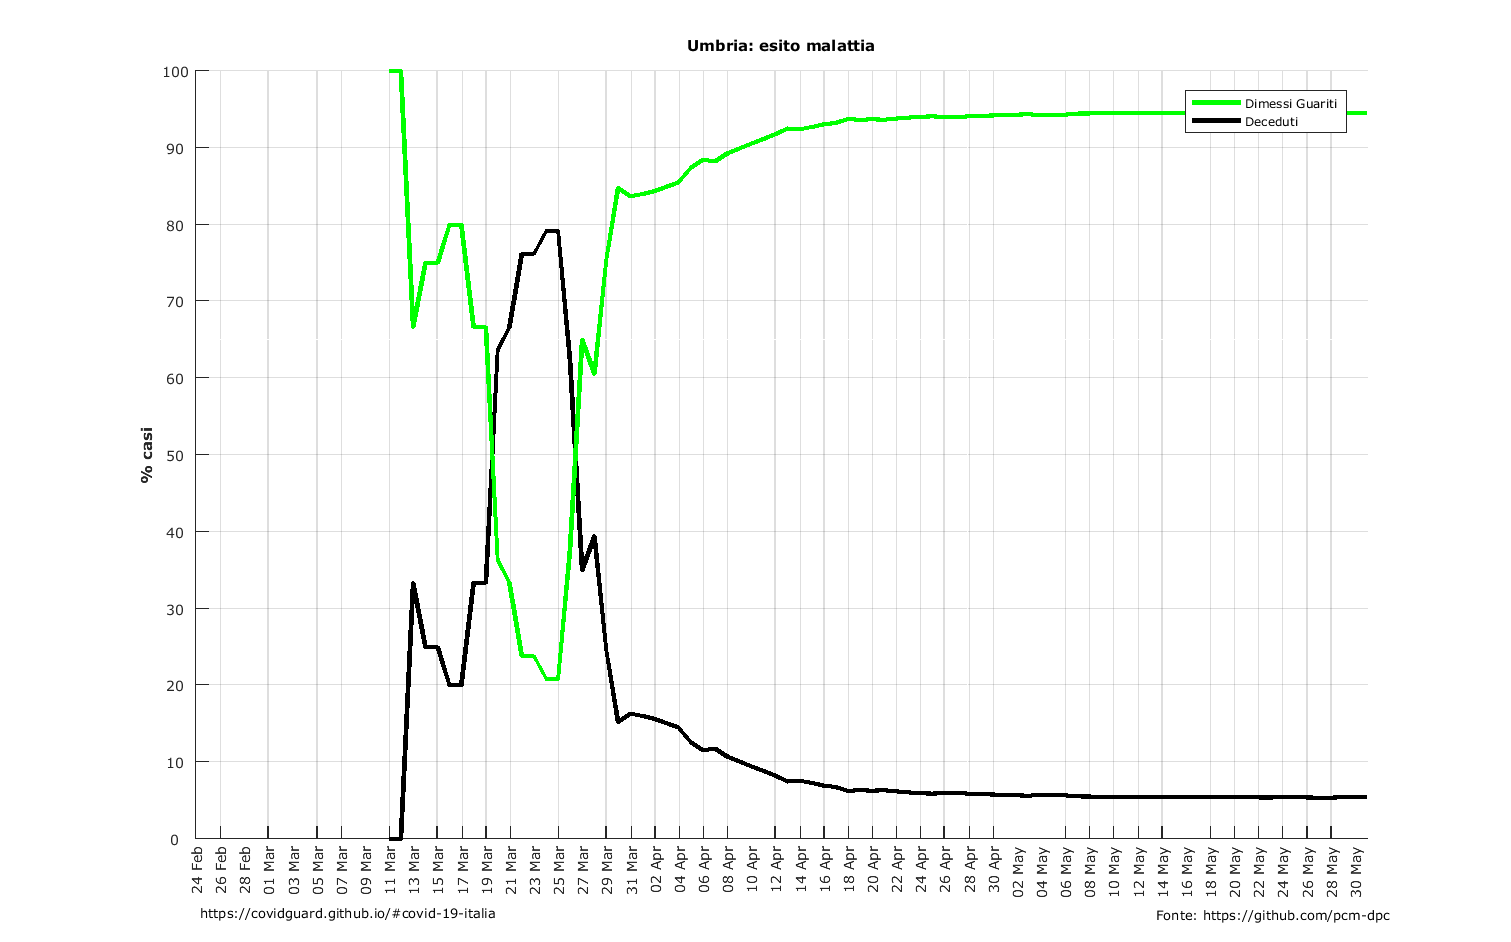 Umbria: esito malattia
Dimessi Guariti
Deceduti
% casi
100
90
80
70
60
50
40
30
20
10
0
24 Feb
26 Feb
28 Feb
01 Mar
03 Mar
05 Mar
07 Mar
09 Mar
11 Mar
13 Mar
15 Mar
17 Mar
19 Mar
21 Mar
23 Mar
25 Mar
27 Mar
29 Mar
31 Mar
02 Apr
04 Apr
06 Apr
08 Apr
10 Apr
12 Apr
14 Apr
16 Apr
18 Apr
20 Apr
22 Apr
24 Apr
26 Apr
28 Apr
30 Apr
02 May
04 May
06 May
08 May
10 May
12 May
14 May
16 May
18 May
20 May
22 May
24 May
26 May
28 May
30 May
https://covidguard.github.io/#covid-19-italia
Fonte: https://github.com/pcm-dpc